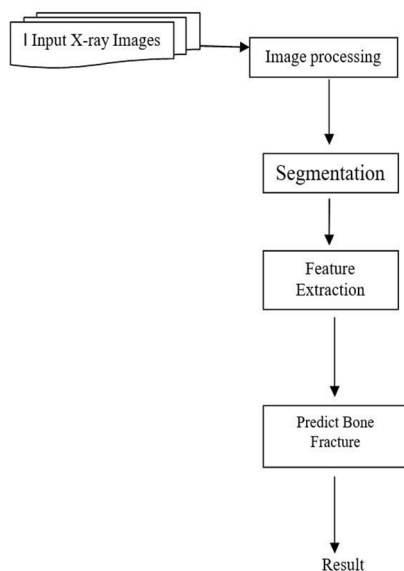 I Input X-ray Images
Image processing
Segmentation
Feature
Extraction
Predict Bone
Fracture
Result